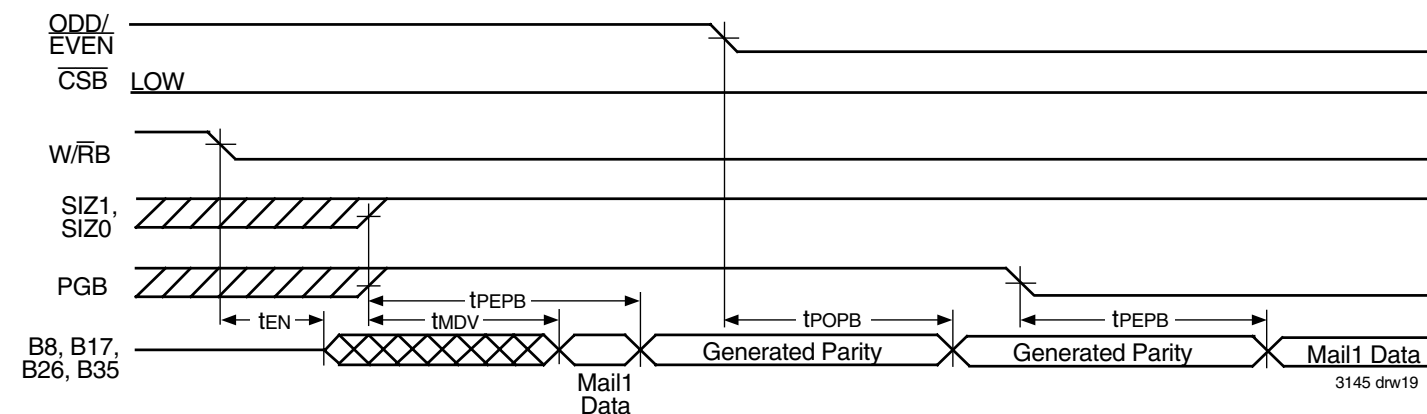 ODD/
EVEN
CSB LOW
W/RB
SIZ1,
SIZ0
PGB
tPEPB
tEN
tMDV
tPOPB
tPEPB
B8, B17,
B26, B35
Generated Parity
Generated Parity
Mail1 Data
Mail1
Data
3145 drw19